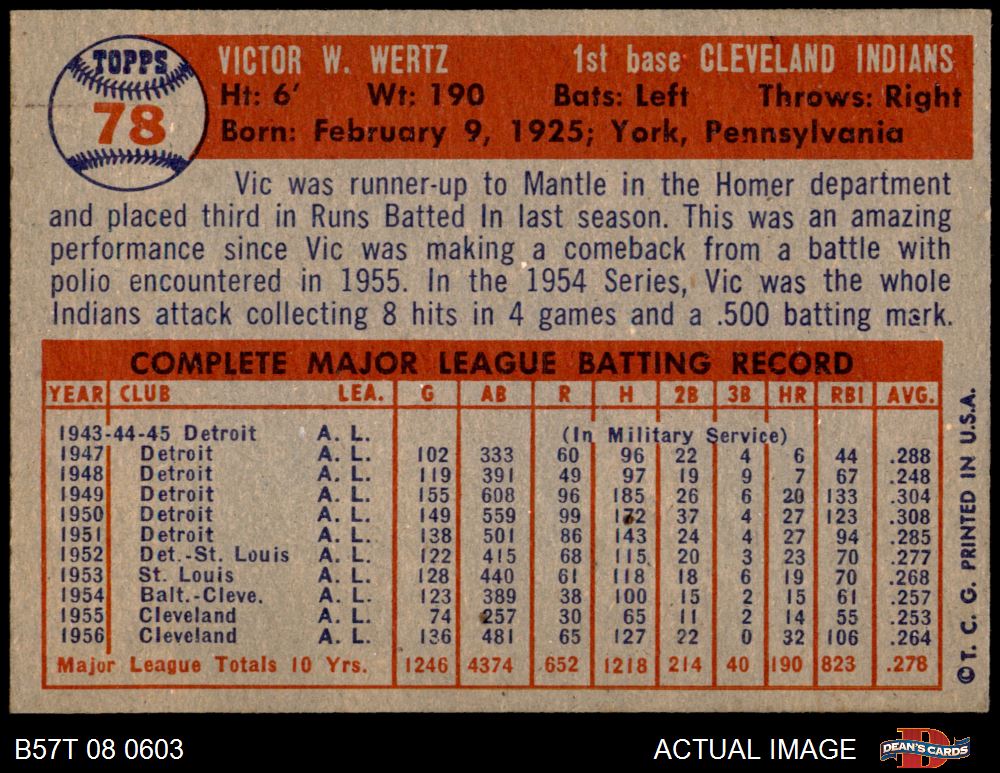 TOPPS
78
VICTOR W. WERTZ 1st base CLEVELAND INDIANS
Ht: 6' Wt: 190 Bats: Left Throws: Right
Born: February 9, 1925; York, Pennsylvania
Vic was runner-up to Mantle in the Homer department
and placed third in Runs Batted In last season. This was an amazing
performance since Vic was making a comeback from a battle with
polio encountered in 1955. In the 1954 Series, Vic was the whole
Indians attack collecting 8 hits in 4 games and a .500 batting mark.
COMPLETE MAJOR LEAGUE BATTING RECORD
YEAR CLUB LEA. G AB R H 2B 3B HR RBI AVG.
1943-44-45 Detroit A. L. (In Military Service)
1947 Detroit A. L. 102 333 60 96 22 4 6 44 .288
1948 Detroit A. L. 119 391 49 97 19 9 7 67 .248
1949 Detroit A. L. 155 608 96 185 26 6 20 133 .304
1950 Detroit A. L. 149 559 99 172 37 4 27 123 .308
1951 Detroit A. L. 138 501 86 143 24 4 27 94 .285
1952 Det.-St. Louis A. L. 122 415 68 115 20 3 23 70 .277
1953 St. Louis A. L. 128 440 61 118 18 6 19 70 .268
1954 Balt.-Cleve. A. L. 123 389 38 100 15 2 15 61 .257
1955 Cleveland A. L. 74 257 30 65 11 2 14 55 .253
1956 Cleveland A. L. 136 481 65 127 22 0 32 106 .264
Major League Totals 10 Yrs. 1246 4374 652 1218 214 40 190 823 .278
© T. C. G. PRINTED IN U.S.A.
B57T 08 0603 ACTUAL IMAGE DEAN'S CARDS